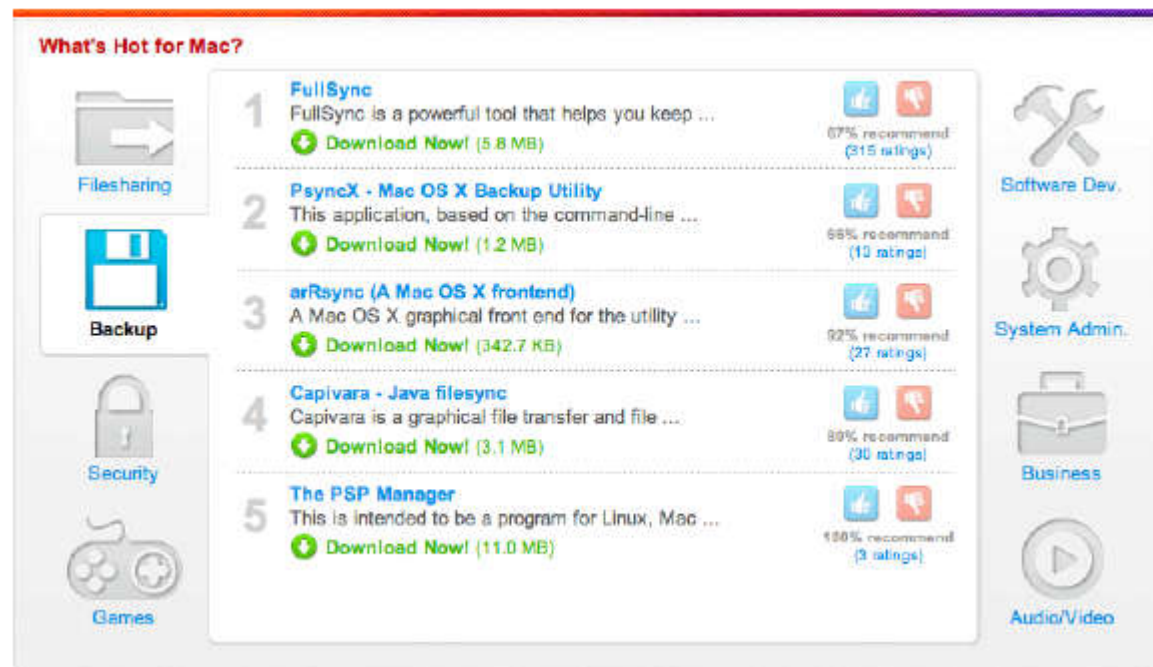 What's Hot for Mac?
Filesharing
Backup
Security
Games
1
FullSync
FullSync is a powerful tool that helps you keep ...
Download Now! (5.8 MB)
67% recommend
(315 ratings)
2
PsyncX - Mac OS X Backup Utility
This application, based on the command-line ...
Download Now! (1.2 MB)
recommend
(13 ratings)
3
arRsync (A Mac OS X frontend)
A Mac OS X graphical front end for the utility ...
Download Now! (342.7 KB)
92% recommend
(27 ratings)
4
Capivara - Java filesync
Capivara is a graphical file transfer and file ...
Download Now! (3.1 MB)
recommend
(30 ratings)
5
The PSP Manager
This is intended to be a program for Linux, Mac ...
Download Now! (11.0 MB)
100% recommend
(3 ratings)
Software Dev.
System Admin.
Business
Audio/Video